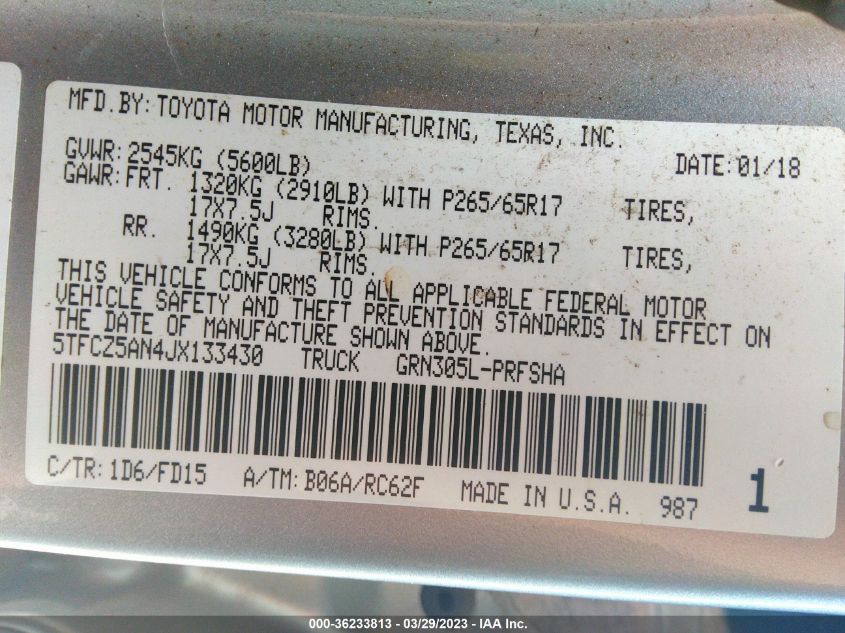 MFD.BY: TOYOTA MOTOR MANUFACTURING, TEXAS, INC.
GVWR: 2545KG (5600LB) DATE: 01/18
GAWR: FRT. 1320KG (2910LB) WITH P265/65R17 TIRES,
17X7.5J RIMS.
RR. 1490KG (3280LB) WITH P265/65R17 TIRES,
17X7.5J RIMS.
THIS VEHICLE CONFORMS TO ALL APPLICABLE FEDERAL MOTOR
VEHICLE SAFETY AND THEFT PREVENTION STANDARDS IN EFFECT ON
THE DATE OF MANUFACTURE SHOWN ABOVE.
5TFCZ5AN4JX133430 TRUCK GRN305L-PRFSHA
C/TR: 1D6/FD15 A/TM: B06A/RC62F MADE IN U.S.A. 987 1
000-36233813 - 03/29/2023 - IAA Inc.